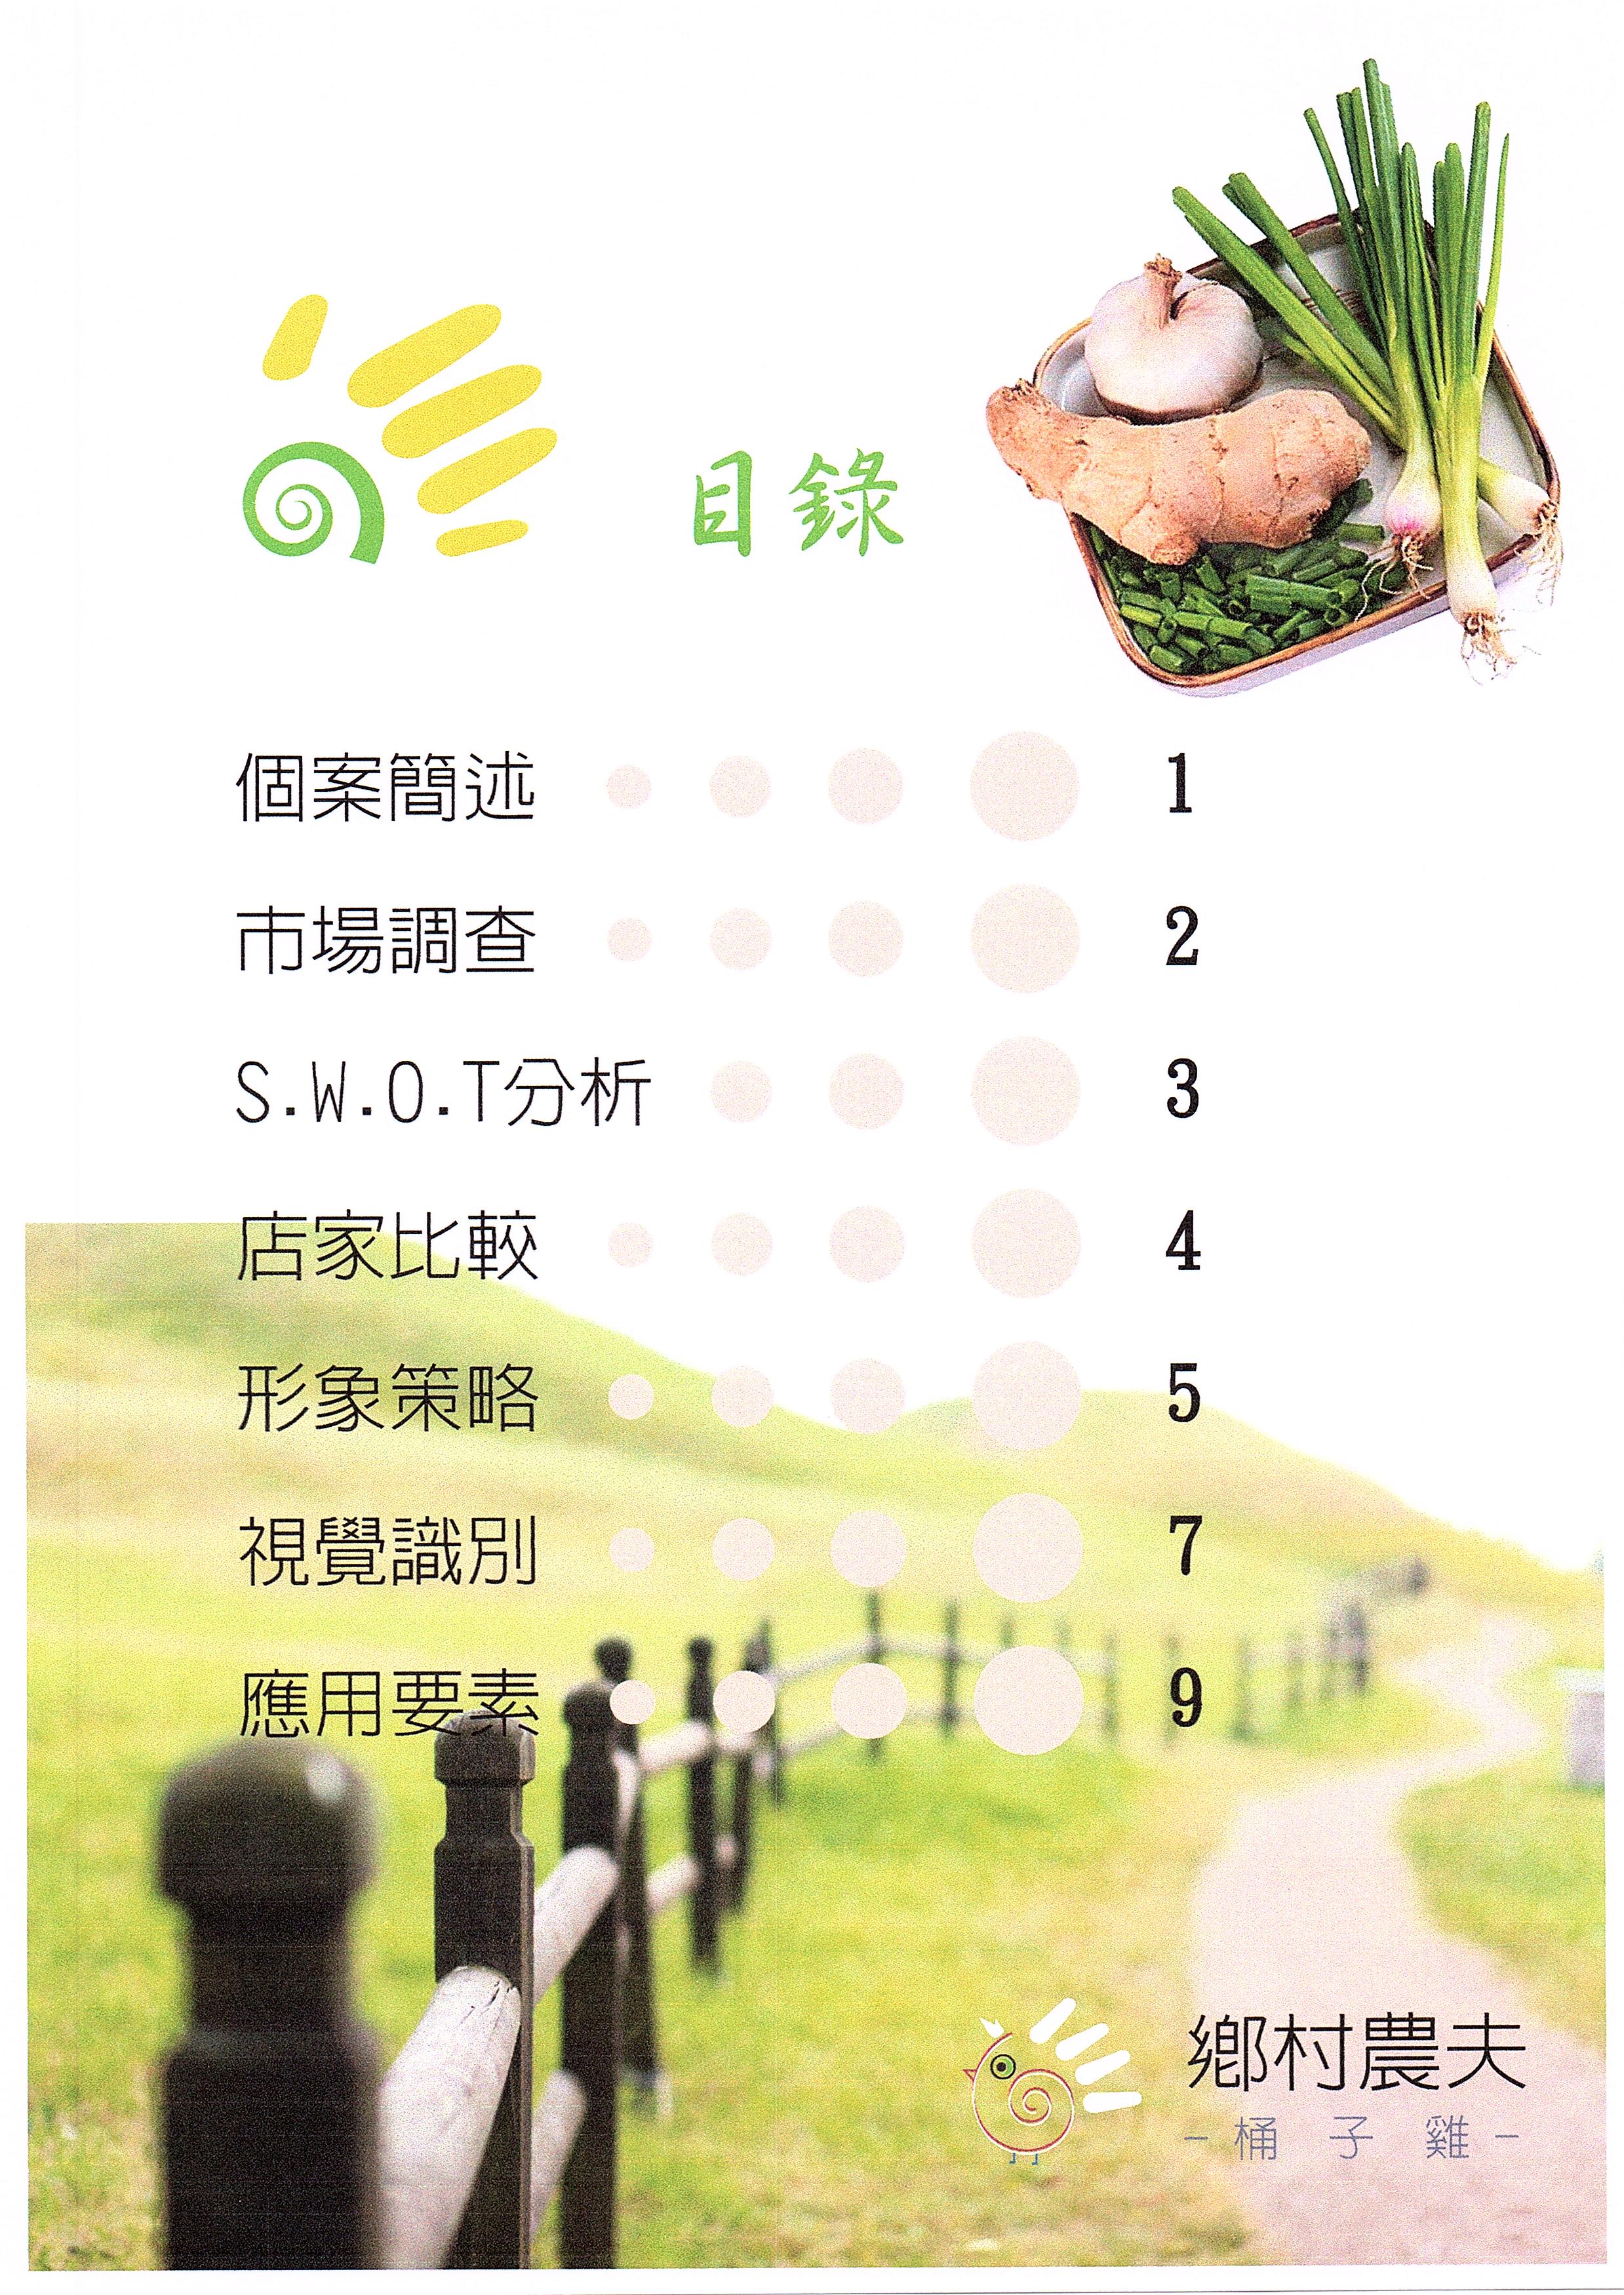 目錄
個案簡述 1
市場調查 2
S.W.O.T分析 3
店家比較 4
形象策略 5
視覺識別 7
應用要素 9
鄉村農夫
-桶子雞-